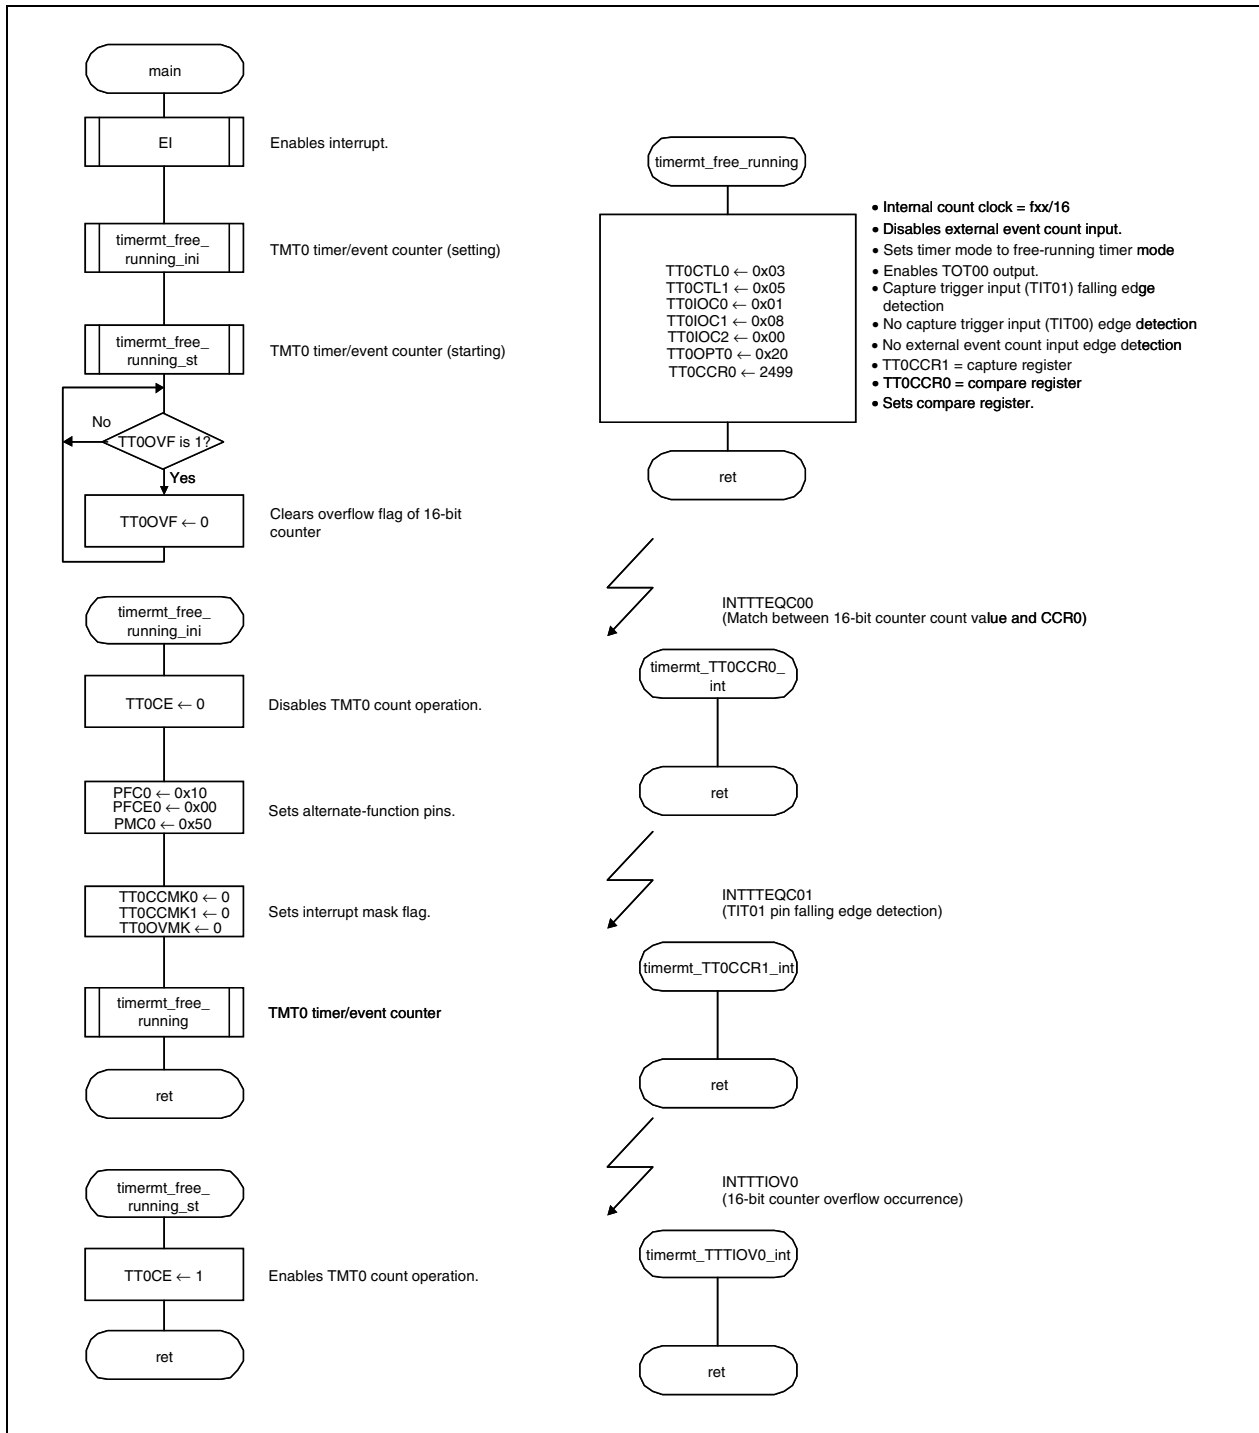 main
EI
Enables interrupt.
timermt_free_
running_ini
TMT0 timer/event counter (setting)
timermt_free_
running_st
TMT0 timer/event counter (starting)
No
TT0OVF is 1?
Yes
TT0OVF ← 0
Clears overflow flag of 16-bit
counter
timermt_free_
running_ini
TT0CE ← 0
Disables TMT0 count operation.
PFC0 ← 0x10
PFCE0 ← 0x00
PMC0 ← 0x50
Sets alternate-function pins.
TT0CCMK0 ← 0
TT0CCMK1 ← 0
TT0OVMK ← 0
Sets interrupt mask flag.
timermt_free_
running
TMT0 timer/event counter
ret
timermt_free_
running_st
TT0CE ← 1
Enables TMT0 count operation.
ret
timermt_free_running
TT0CTL0 ← 0x03
TT0CTL1 ← 0x05
TT0IOC0 ← 0x01
TT0IOC1 ← 0x08
TT0IOC2 ← 0x00
TT0OPT0 ← 0x20
TT0CCR0 ← 2499
• Internal count clock = fxx/16
• Disables external event count input.
• Sets timer mode to free-running timer mode
• Enables TOT00 output.
• Capture trigger input (TIT01) falling edge
detection
• No capture trigger input (TIT00) edge detection
• No external event count input edge detection
• TT0CCR1 = capture register
• TT0CCR0 = compare register
• Sets compare register.
ret
INTTTEQC00
(Match between 16-bit counter count value and CCR0)
timermt_TT0CCR0_
int
ret
INTTTEQC01
(TIT01 pin falling edge detection)
timermt_TT0CCR1_int
ret
INTTTIOV0
(16-bit counter overflow occurrence)
timermt_TTTIOV0_int
ret